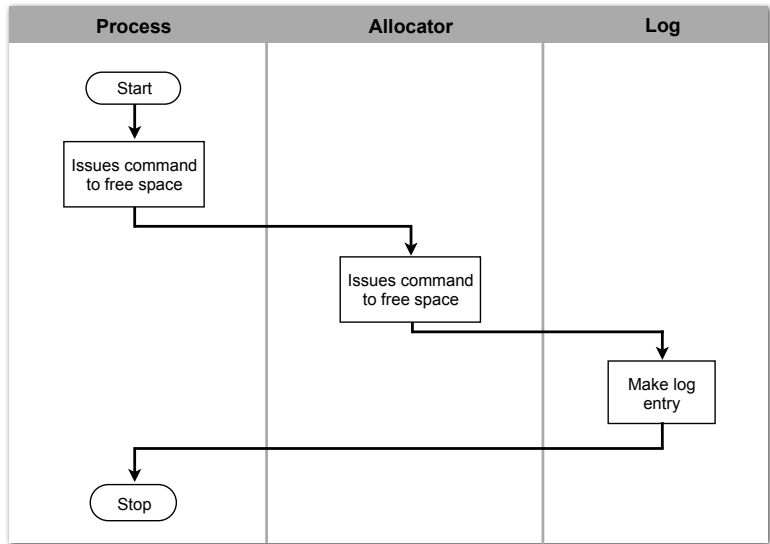 Process
Allocator
Log
Start
Issues command
to free space
Issues command
to free space
Make log
entry
Stop